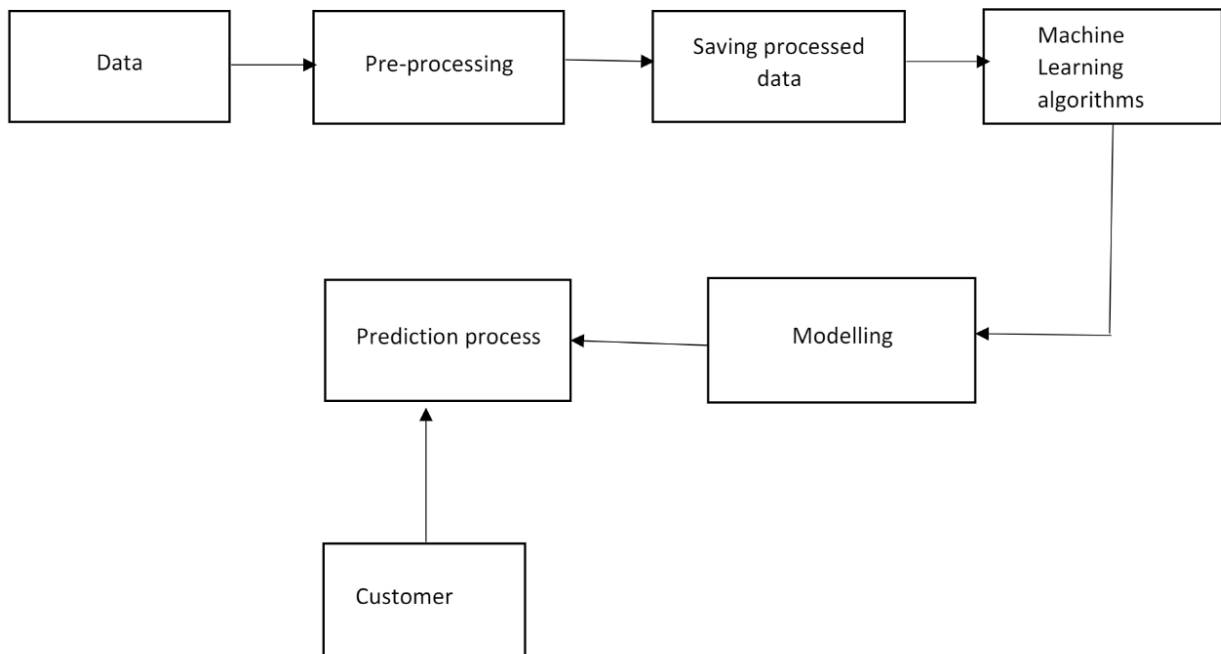 Data
Pre-processing
Saving processed
data
Machine
Learning
algorithms
Prediction process
Modelling
Customer